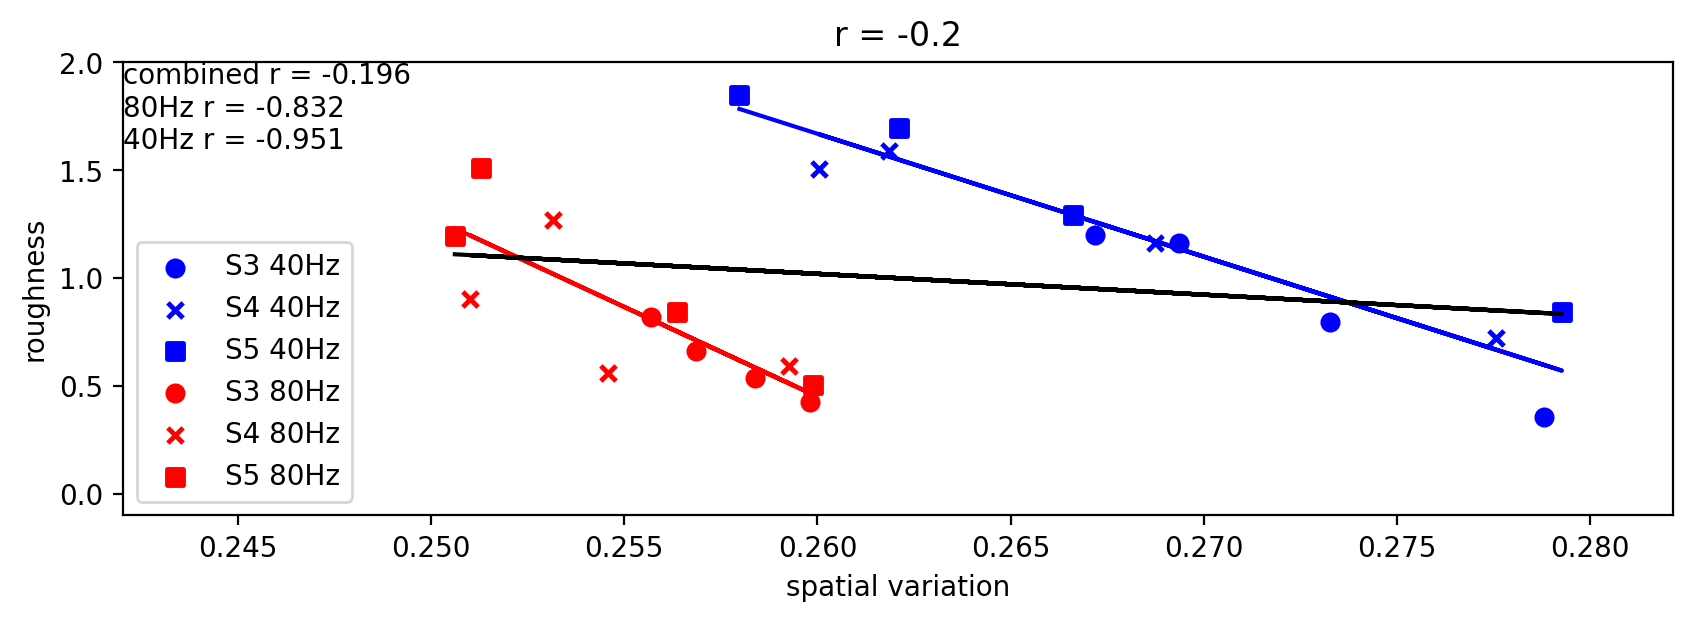 r = -0.2
combined r = -0.196
80Hz r = -0.832
40Hz r = -0.951
2.0
1.5
1.0
0.5
0.0
roughness
S3 40Hz
S4 40Hz
S5 40Hz
S3 80Hz
S4 80Hz
S5 80Hz
0.245 0.250 0.255 0.260 0.265 0.270 0.275 0.280
spatial variation